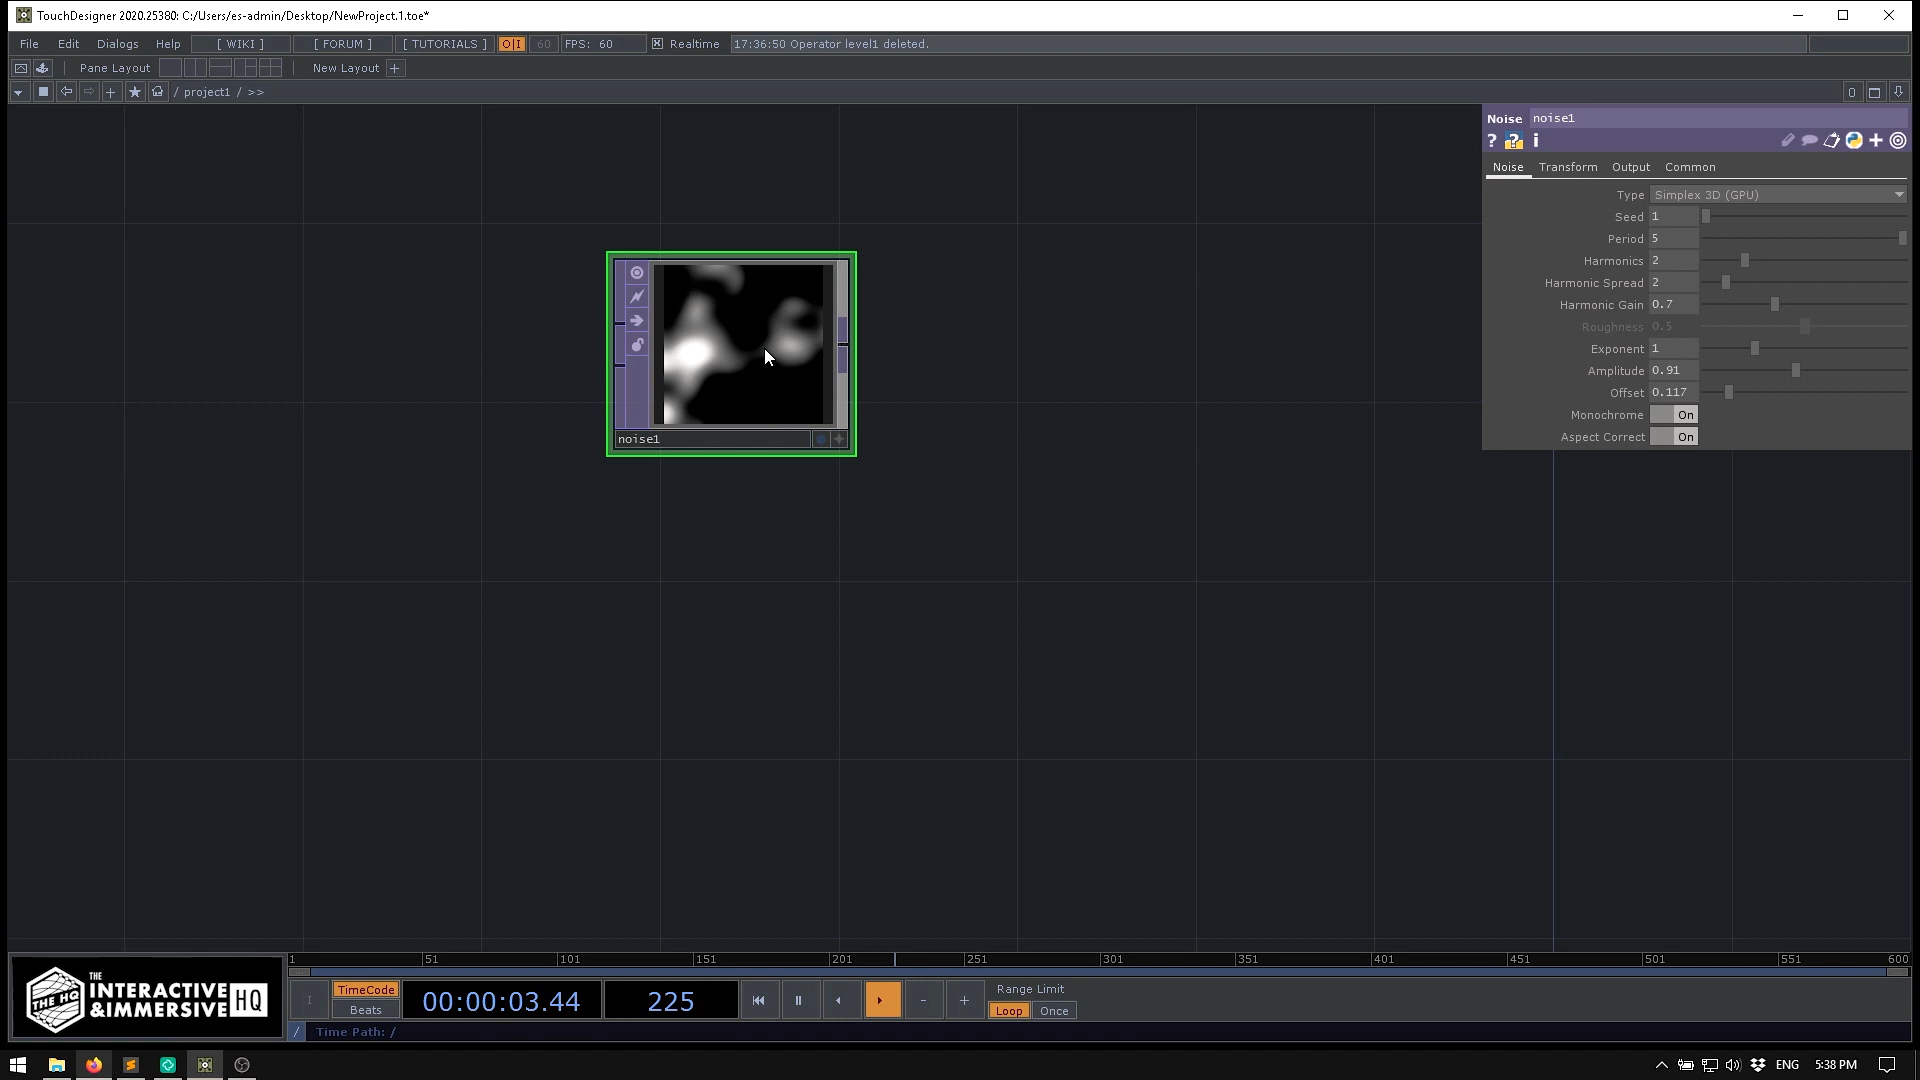 TouchDesigner 2020.25380: C:/Users/es-admin/Desktop/NewProject.1.toe*
File Edit Dialogs Help [ WIKI ] [ FORUM ] [ TUTORIALS ] O|I 60 FPS: 60 Realtime 17:36:50 Operator level1 deleted.
Pane Layout New Layout +
/ project1 / >> 0
Noise noise1
? ? i
Noise Transform Output Common
Type Simplex 3D (GPU)
Seed 1
Period 5
Harmonics 2
Harmonic Spread 2
Harmonic Gain 0.7
Roughness 0.5
Exponent 1
Amplitude 0.91
Offset 0.117
Monochrome On
Aspect Correct On
noise1
1 51 101 151 201 251 301 351 401 451 501 551 600
THE HQ
THE
INTERACTIVE
& IMMERSIVE HQ
I TimeCode 00:00:03.44 225 - + Range Limit
Beats Loop Once
/ Time Path: /
ENG 5:38 PM